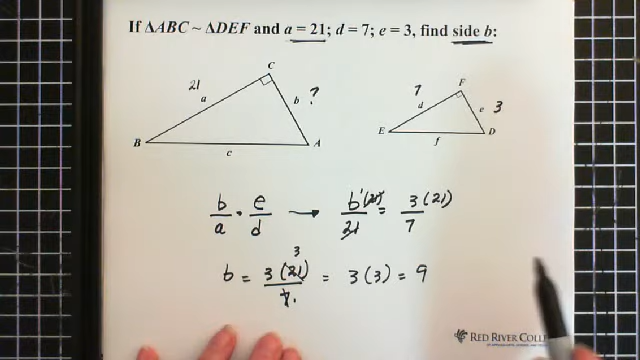 If ΔABC ~ ΔDEF and a = 21; d = 7; e = 3, find side b:
C
21
a
b ?
B
A
c
F
7
d
e 3
E
D
f
b/a = e/d → b(21)/21 = 3(21)/7
3
b = 3(21)/7 = 3(3) = 9
RED RIVER COLL